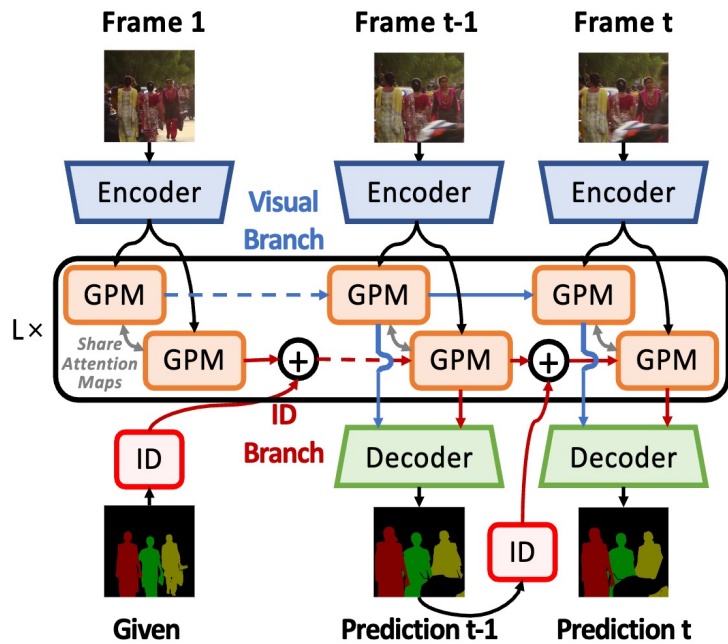 Frame 1
Frame t-1
Frame t
Encoder
Encoder
Encoder
Visual
Branch
GPM
GPM
GPM
L×
Share
Attention
Maps
GPM
+
GPM
+
GPM
ID
Branch
ID
Decoder
Decoder
ID
Given
Prediction t-1
Prediction t